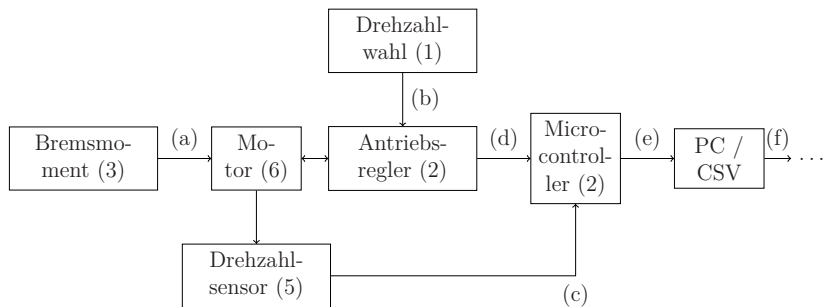 Drehzahl-
wahl (1)
(b)
Bremsmo-
ment (3)
(a)
Mo-
tor (6)
Antriebs-
regler (2)
(d)
Micro-
control-
ler (2)
(e)
PC /
CSV
(f)
· · ·
Drehzahl-
sensor (5)
(c)